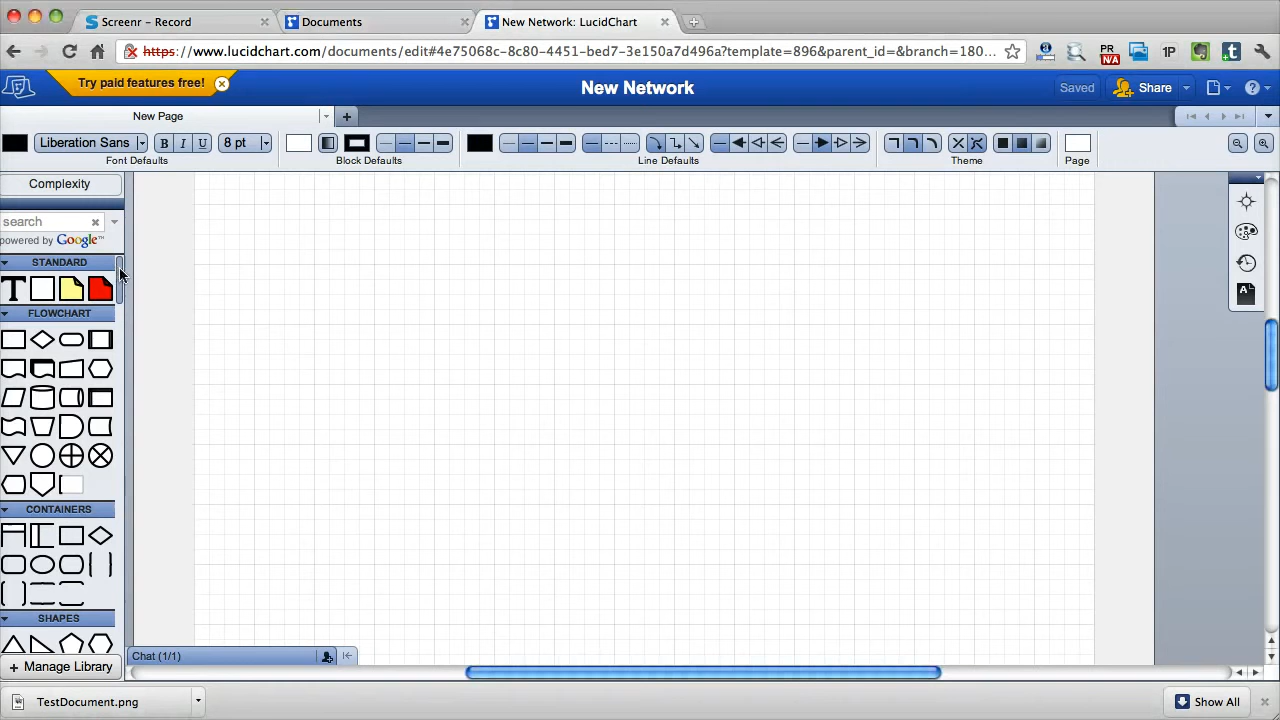 Screenr - Record
Documents
New Network: LucidChart
https://www.lucidchart.com/documents/edit#4e75068c-8c80-4451-bed7-3e150a7d496a?template=896&parent_id=&branch=180...
PR
N/A
1P
Try paid features free!
New Network
Saved
Share
New Page
Liberation Sans
B
I
U
8 pt
Font Defaults
Block Defaults
Line Defaults
Theme
Page
Complexity
search
powered by Google™
STANDARD
T
FLOWCHART
CONTAINERS
SHAPES
+ Manage Library
Chat (1/1)
TestDocument.png
Show All